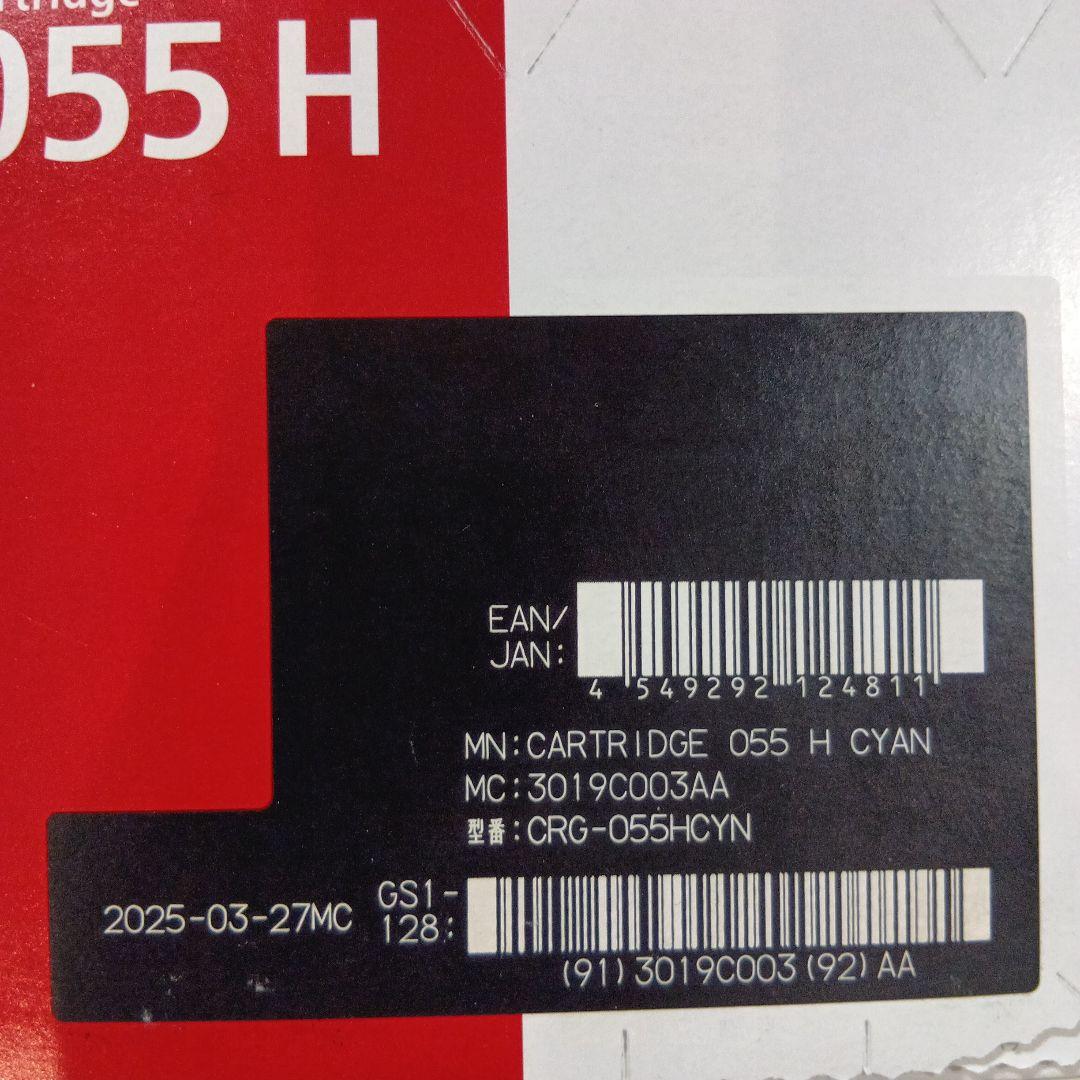 rtridge
055 H
EAN/
JAN:
4 549292 124811
MN:CARTRIDGE 055 H CYAN
MC:3019C003AA
型番:CRG-055HCYN
2025-03-27MC
GS1-
128:
(91)3019C003(92)AA